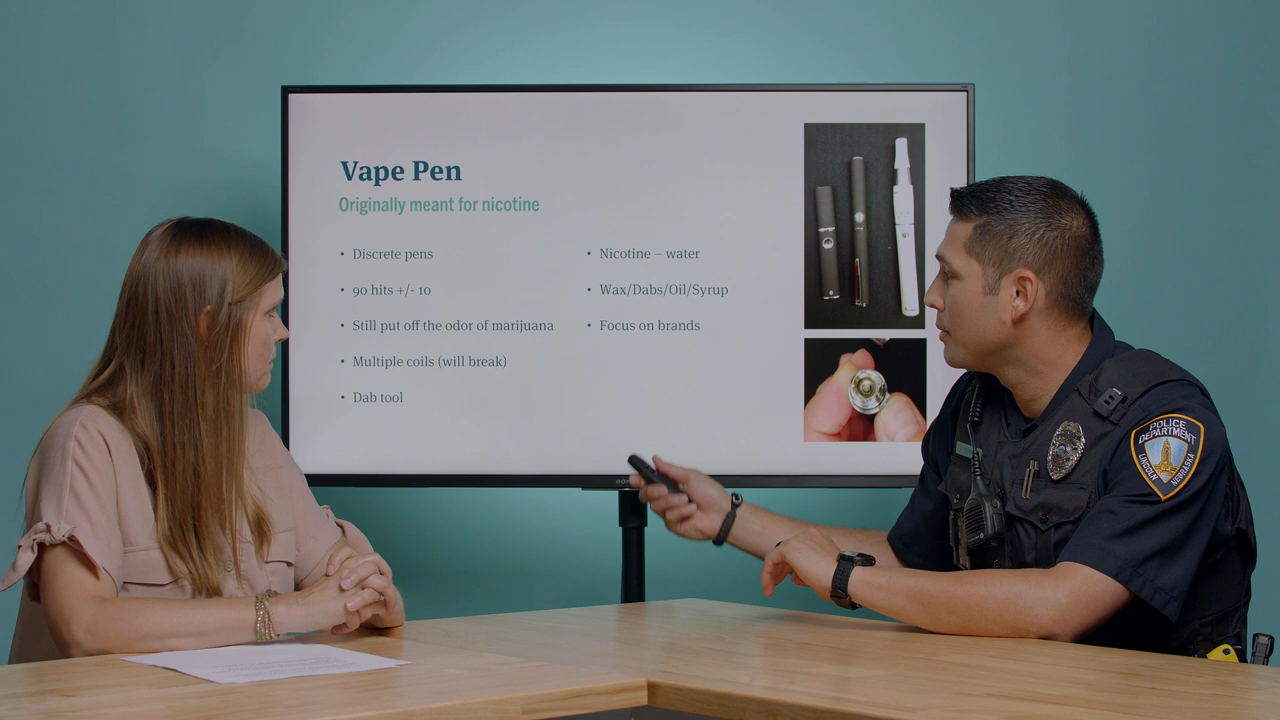 Vape Pen
Originally meant for nicotine
• Discrete pens
• 90 hits +/- 10
• Still put off the odor of marijuana
• Multiple coils (will break)
• Dab tool
• Nicotine – water
• Wax/Dabs/Oil/Syrup
• Focus on brands
SONY
POLICE
DEPARTMENT
LINCOLN NEBRASKA